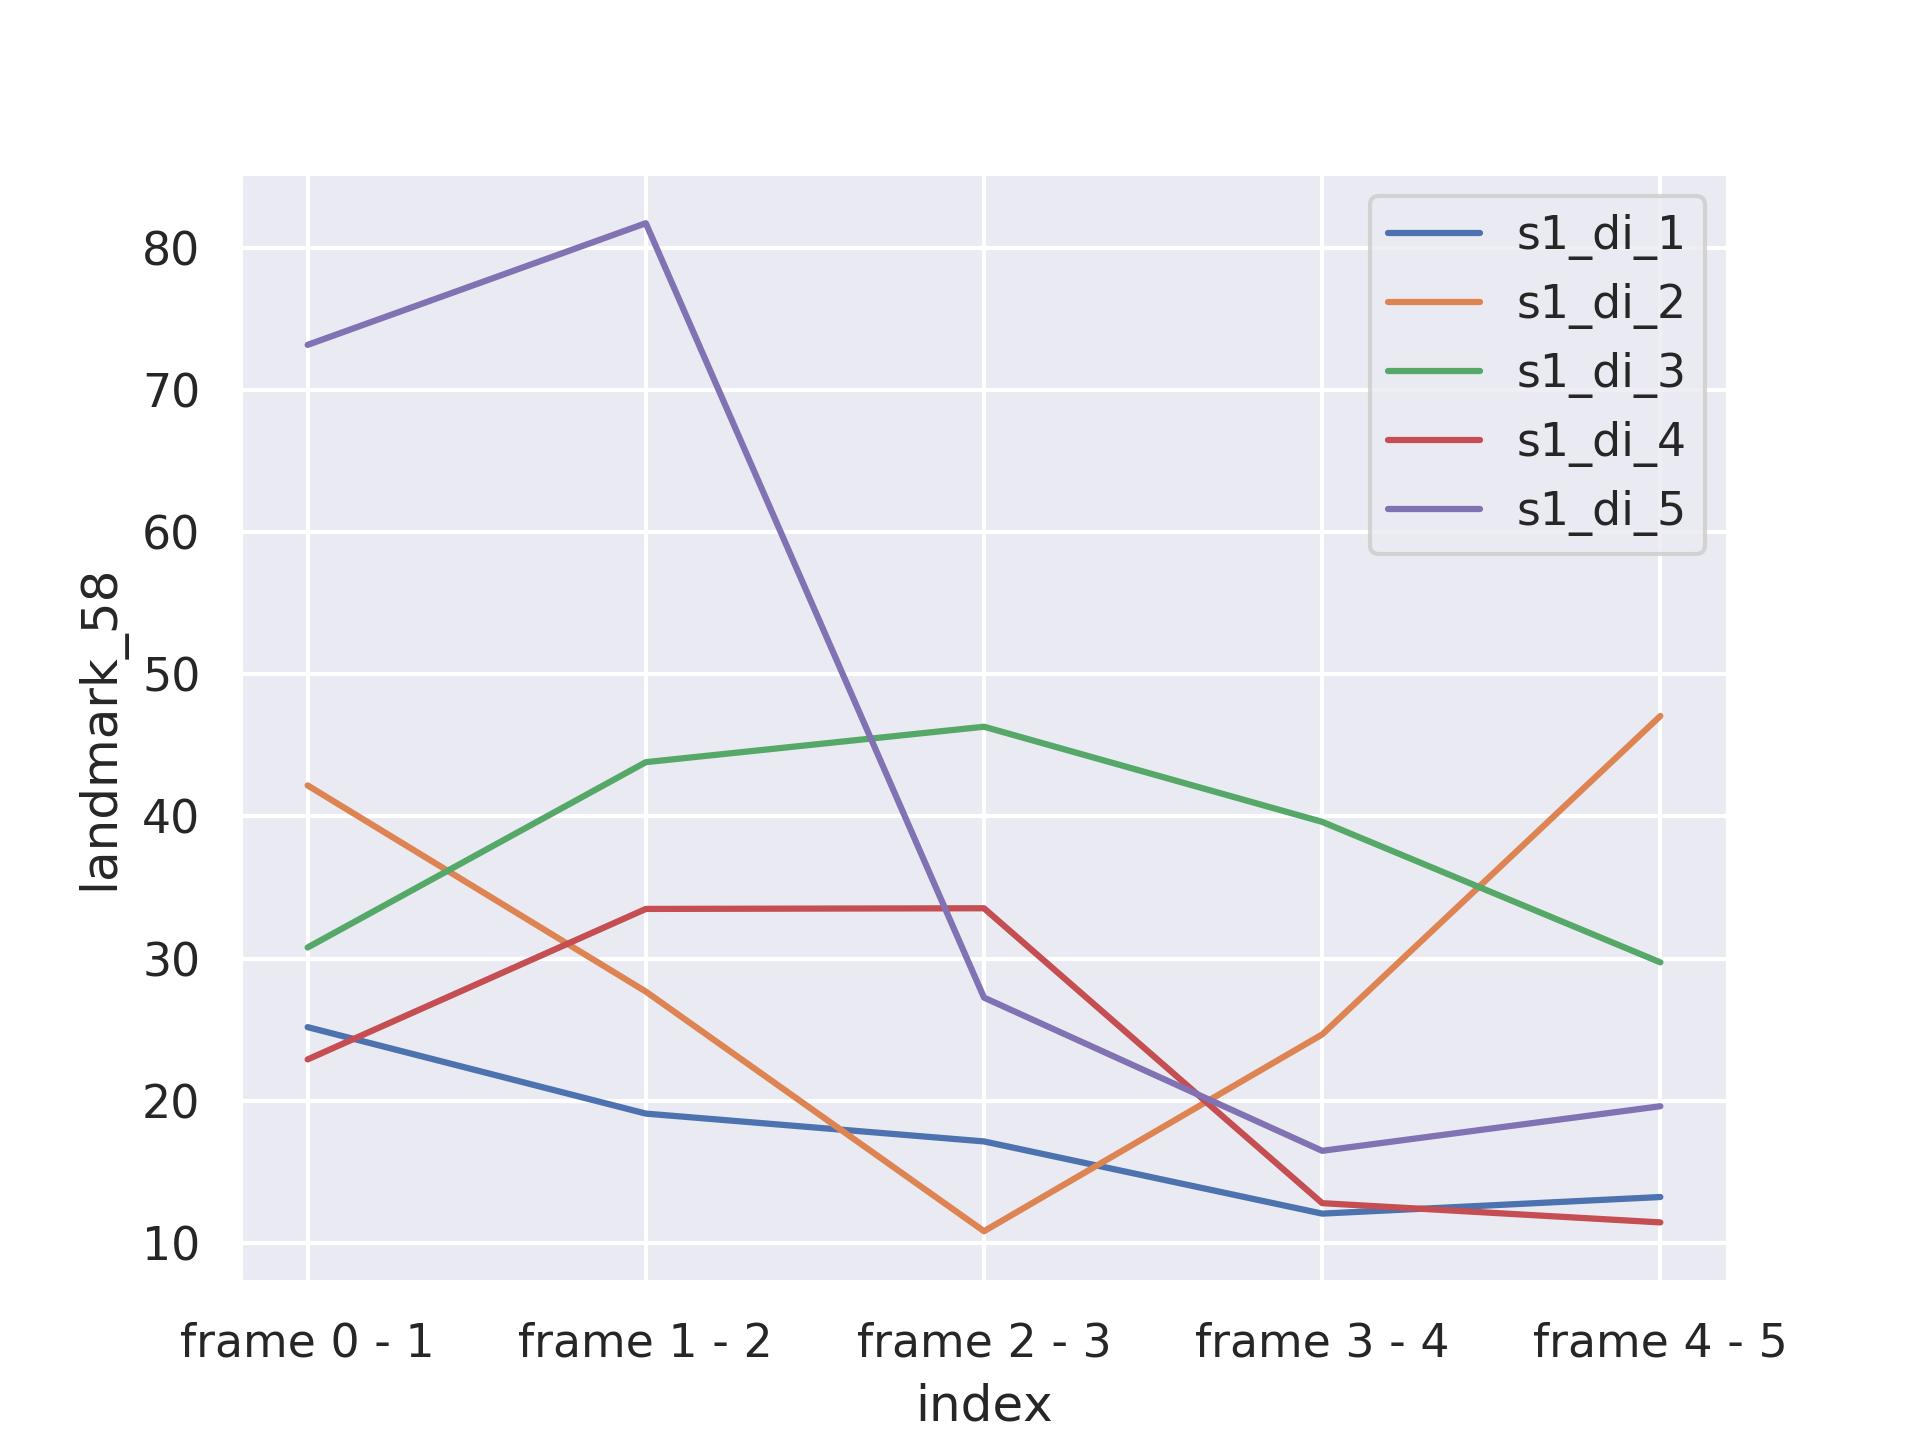 s1_di_1
s1_di_2
s1_di_3
s1_di_4
s1_di_5
80
70
60
50
40
30
20
10
landmark_58
frame 0 - 1
frame 1 - 2
frame 2 - 3
frame 3 - 4
frame 4 - 5
index